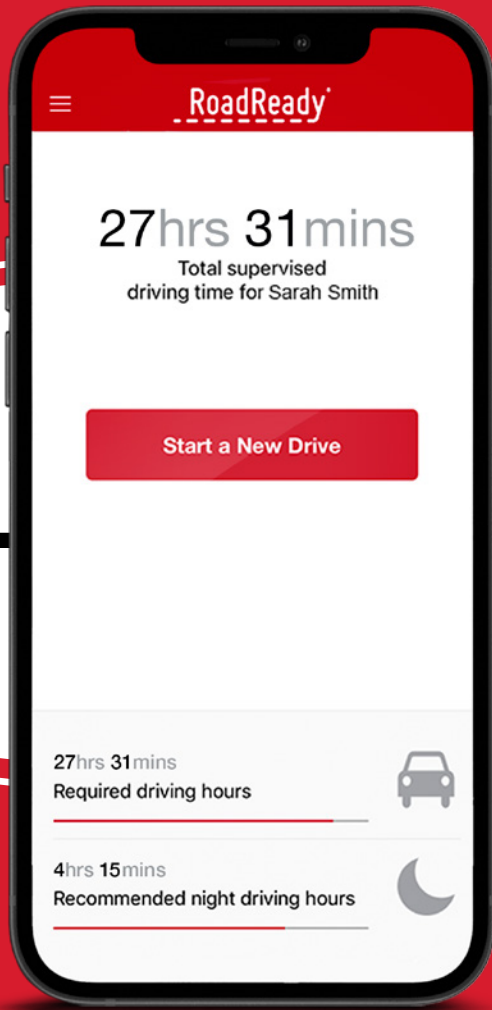 RoadReady®
27hrs 31mins
Total supervised
driving time for Sarah Smith
Start a New Drive
27hrs 31mins
Required driving hours
4hrs 15mins
Recommended night driving hours